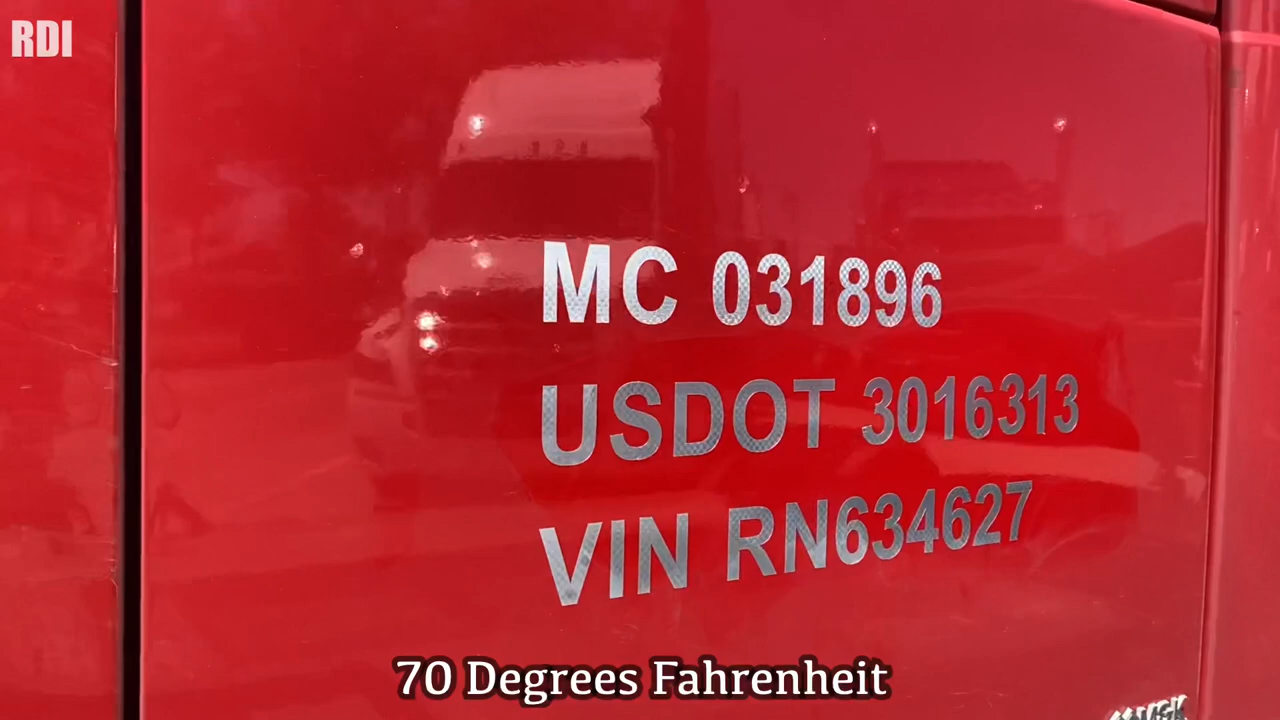 RDI
MC 031896
USDOT 3016313
VIN RN634627
70 Degrees Fahrenheit